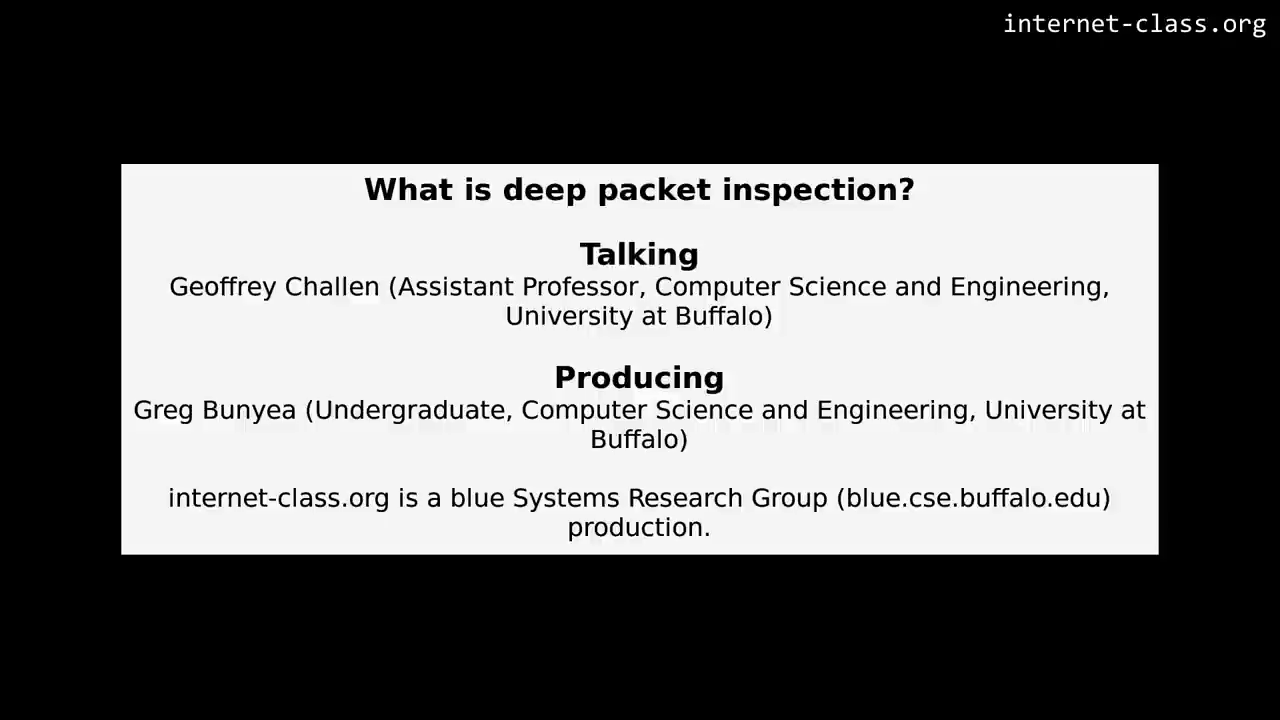 internet-class.org
What is deep packet inspection?
Talking
Geoffrey Challen (Assistant Professor, Computer Science and Engineering,
University at Buffalo)
Producing
Greg Bunyea (Undergraduate, Computer Science and Engineering, University at
Buffalo)
internet-class.org is a blue Systems Research Group (blue.cse.buffalo.edu)
production.